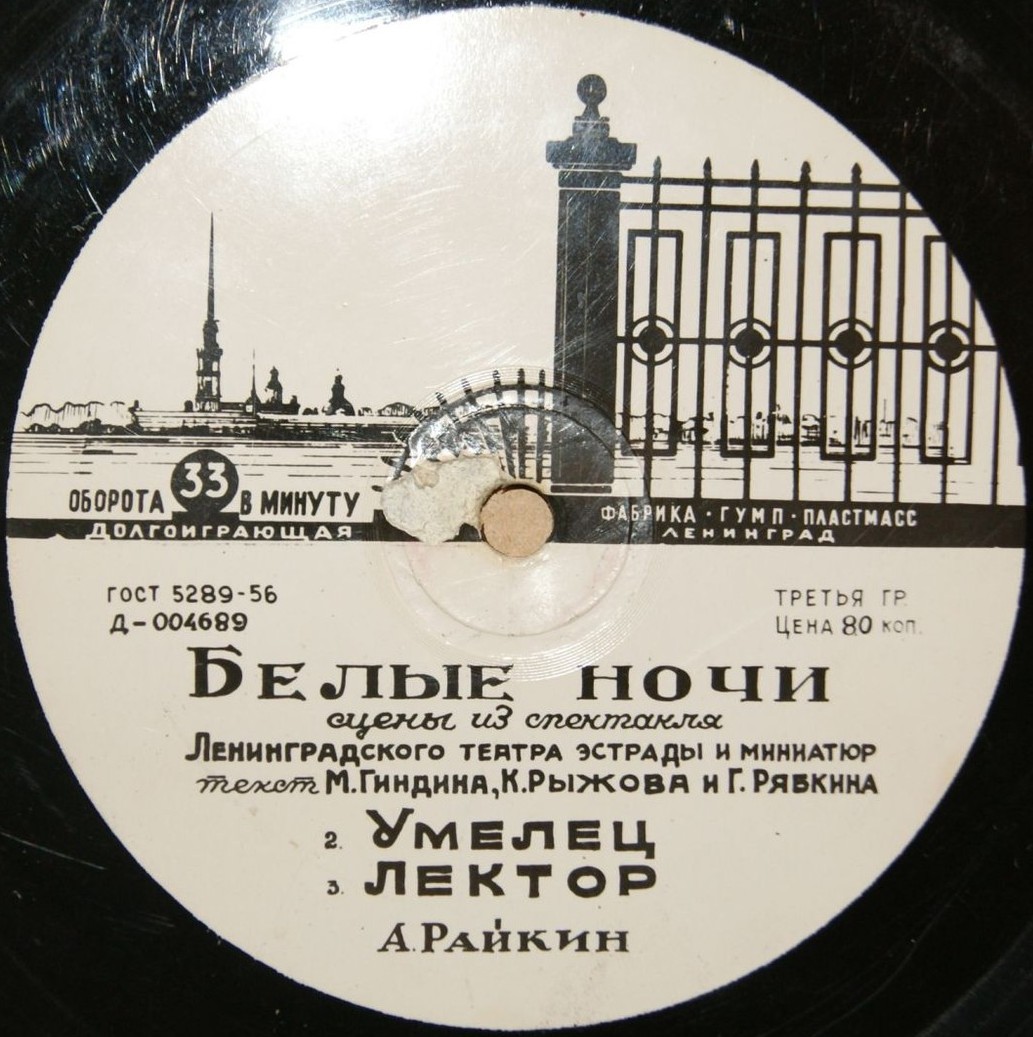 ОБОРОТА 33 В МИНУТУ
ДОЛГОИГРАЮЩАЯ
ФАБРИКА · ГУМП · ПЛАСТМАСС
ЛЕНИНГРАД
ГОСТ 5289-56
Д-004689
ТРЕТЬЯ ГР.
ЦЕНА 80 КОП.
БЕЛЫЕ НОЧИ
сцены из спектакля
ЛЕНИНГРАДСКОГО ТЕАТРА ЭСТРАДЫ И МИНИАТЮР
текст М.ГИНДИНА, К.РЫЖОВА И Г.РЯБКИНА
2. УМЕЛЕЦ
3. ЛЕКТОР
А.РАЙКИН